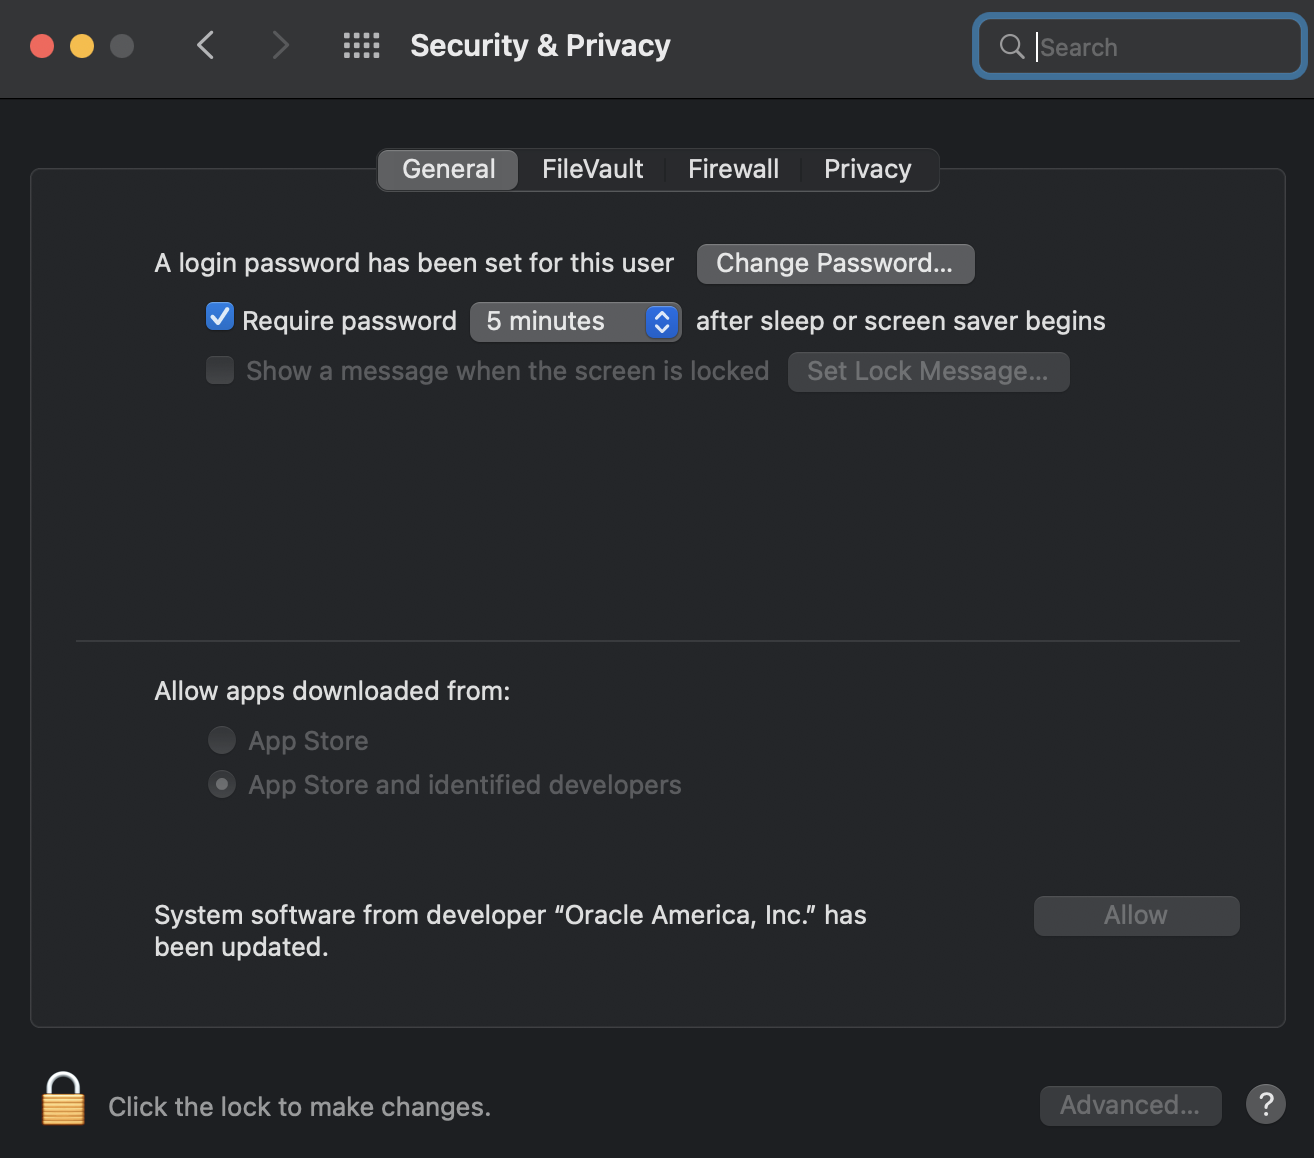 Security & Privacy
Search
General FileVault Firewall Privacy
A login password has been set for this user Change Password...
Require password 5 minutes after sleep or screen saver begins
Show a message when the screen is locked Set Lock Message...
Allow apps downloaded from:
App Store
App Store and identified developers
System software from developer “Oracle America, Inc.” has Allow
been updated.
Click the lock to make changes. Advanced... ?